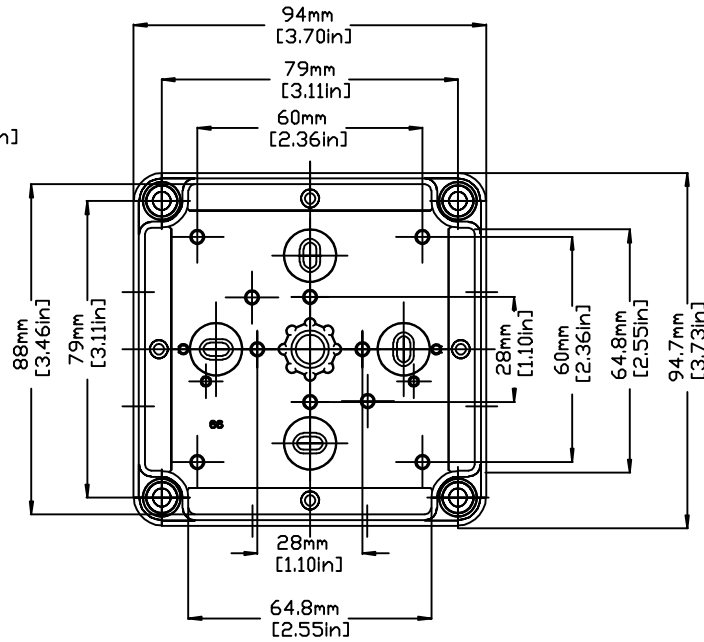 94mm
[3.70in]
79mm
[3.11in]
60mm
[2.36in]
n]
88mm
[3.46in]
79mm
[3.11in]
28mm
[1.10in]
60mm
[2.36in]
64.8mm
[2.55in]
94.7mm
[3.73in]
28mm
[1.10in]
64.8mm
[2.55in]